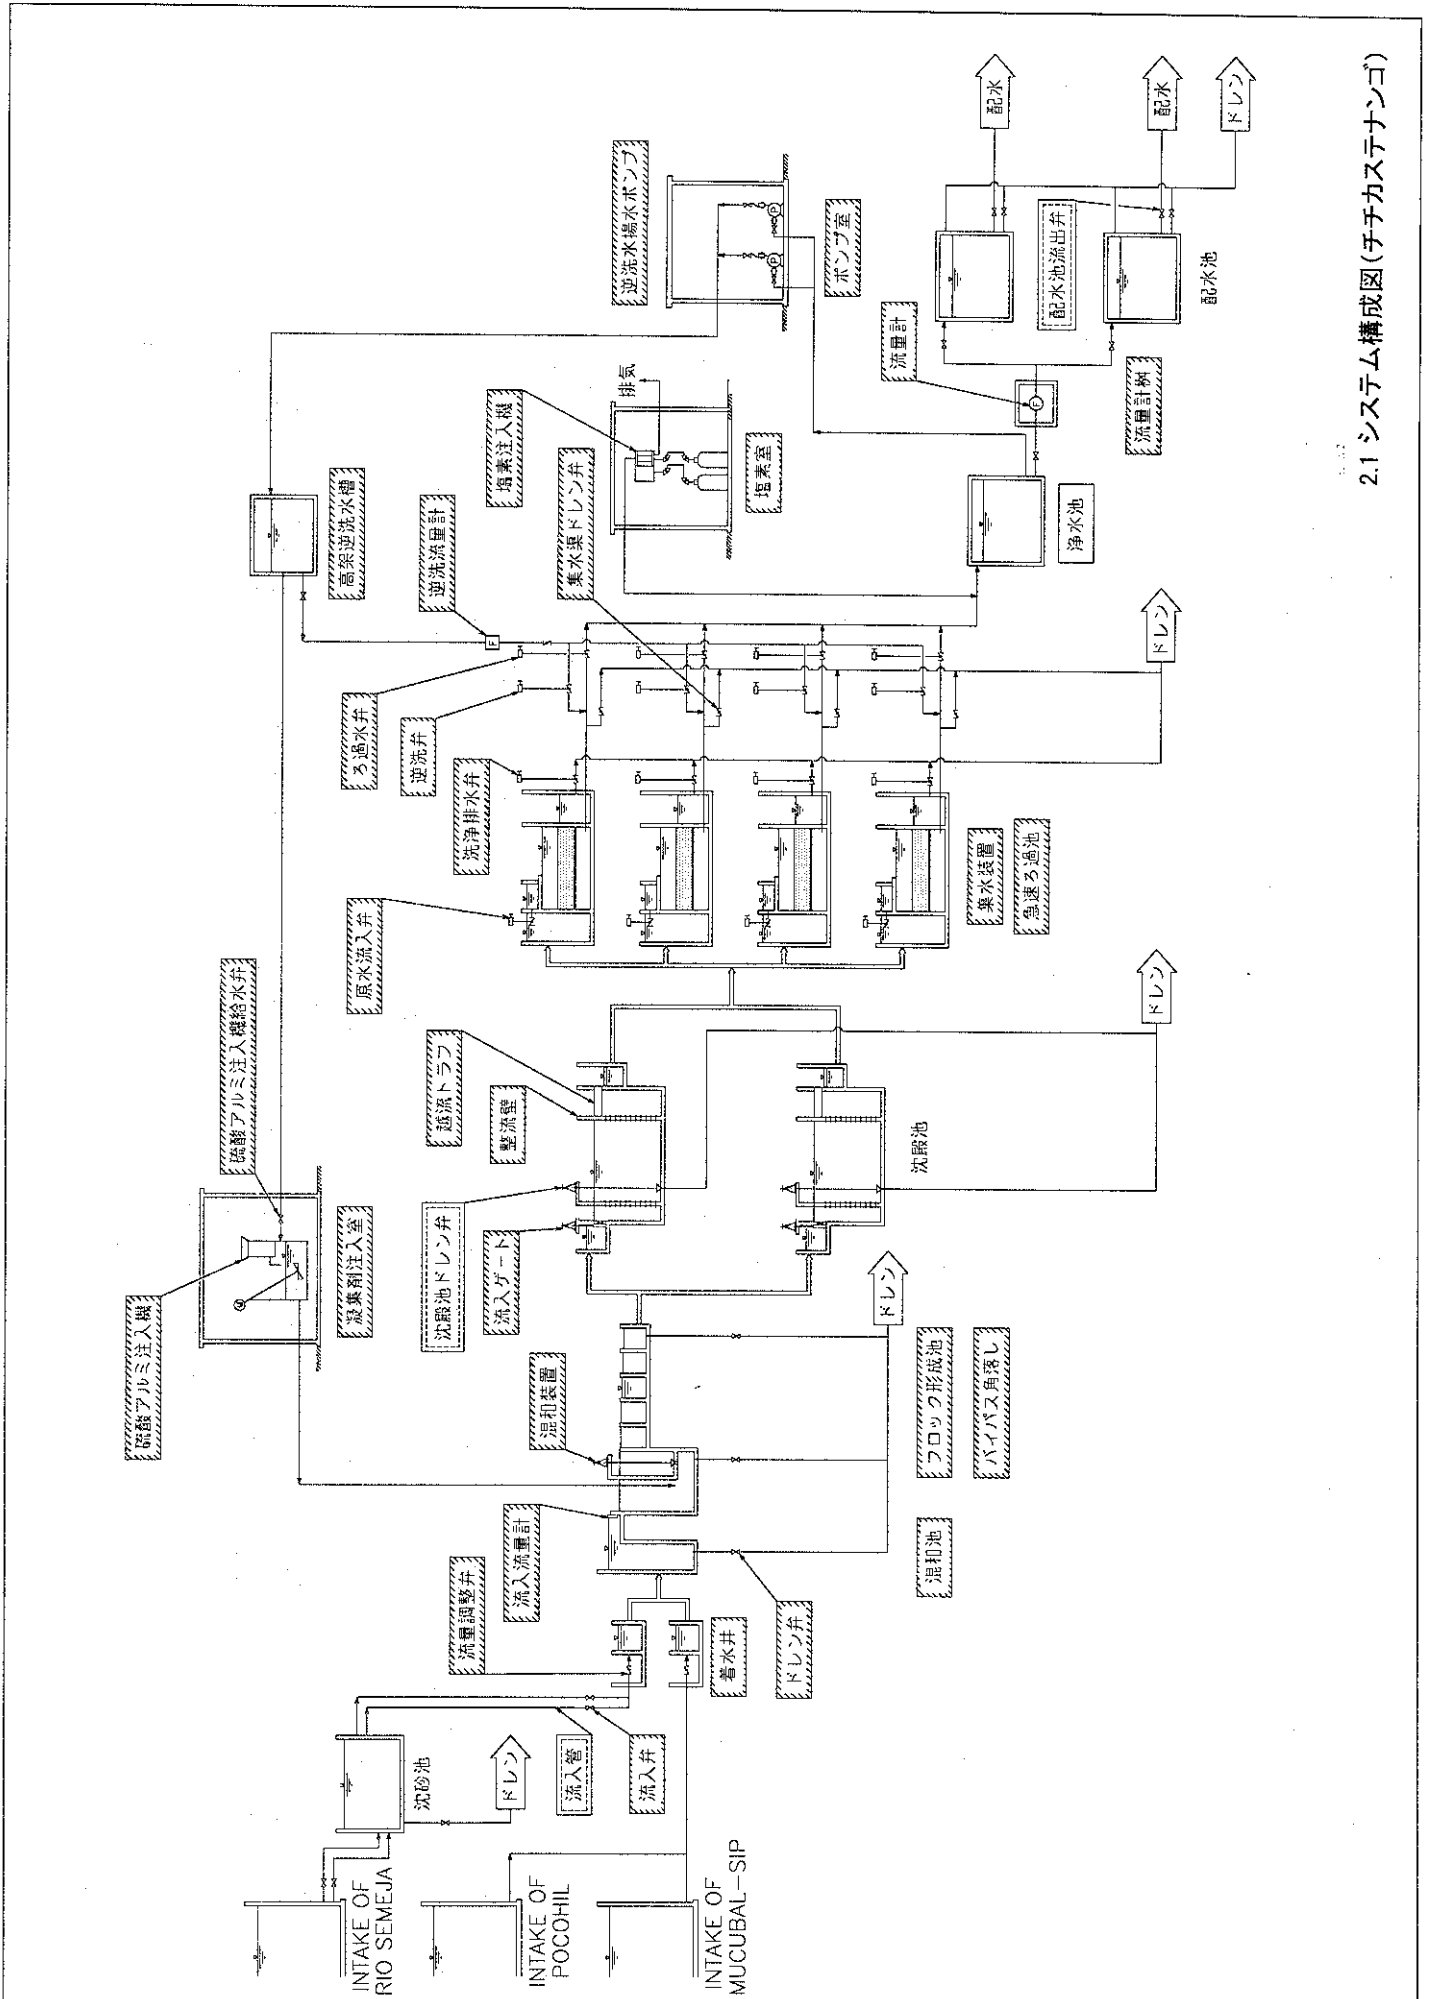 INTAKE OF
RIO SEMEJA
INTAKE OF
POCOHIL
INTAKE OF
MUCUBAL-SIP
沈砂池
ドレン
流入管
流入弁
流量調整弁
着水井
流入流量計
ドレン弁
混和池
混和装置
フロック形成池
バイパス角落し
ドレン
硫酸アルミ注入機
凝集剤注入室
硫酸アルミ注入機給水弁
流入ゲート
沈殿池ドレン弁
整流壁
越流トラフ
沈殿池
ドレン
原水流入弁
洗浄排水弁
逆洗弁
ろ過水弁
集水装置
急速ろ過池
ドレン
F
逆洗流量計
高架逆洗水槽
集水渠ドレン弁
塩素注入機
排気
塩素室
浄水池
逆洗水揚水ポンプ
P
P
ポンプ室
流量計
F
流量計桝
配水池流出弁
配水池
配水
配水
ドレン
M
2.1 システム構成図(チチカステナンゴ)